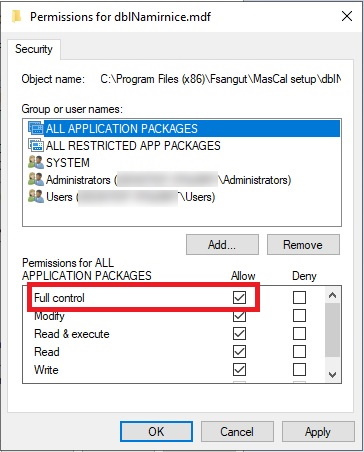 Permissions for dblNamirnice.mdf
Security
Object name: C:\Program Files (x86)\Fsangut\MasCal setup\dblN
Group or user names:
ALL APPLICATION PACKAGES
ALL RESTRICTED APP PACKAGES
SYSTEM
Administrators ( \Administrators)
Users ( \Users)
Add... Remove
Permissions for ALL
APPLICATION PACKAGES Allow Deny
Full control
Modify
Read & execute
Read
Write
OK Cancel Apply